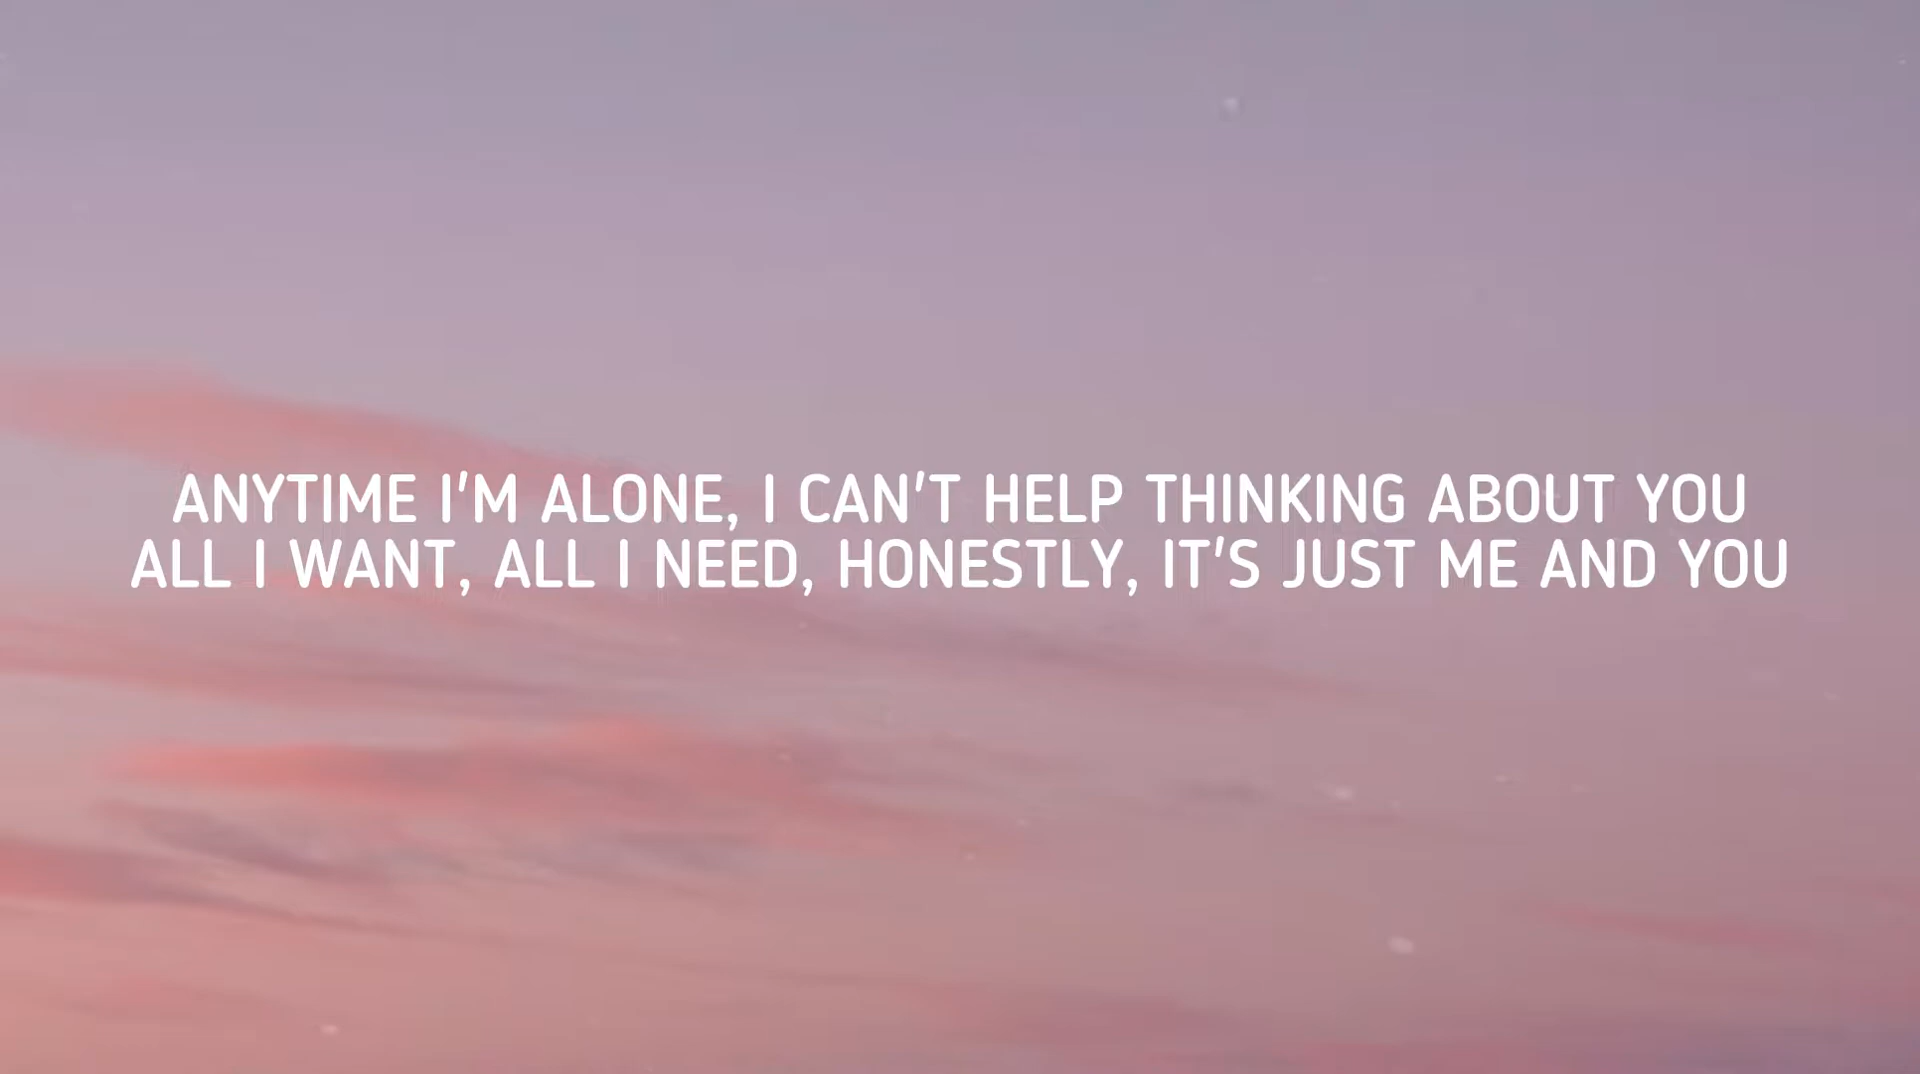 ANYTIME I'M ALONE, I CAN'T HELP THINKING ABOUT YOU
ALL I WANT, ALL I NEED, HONESTLY, IT'S JUST ME AND YOU